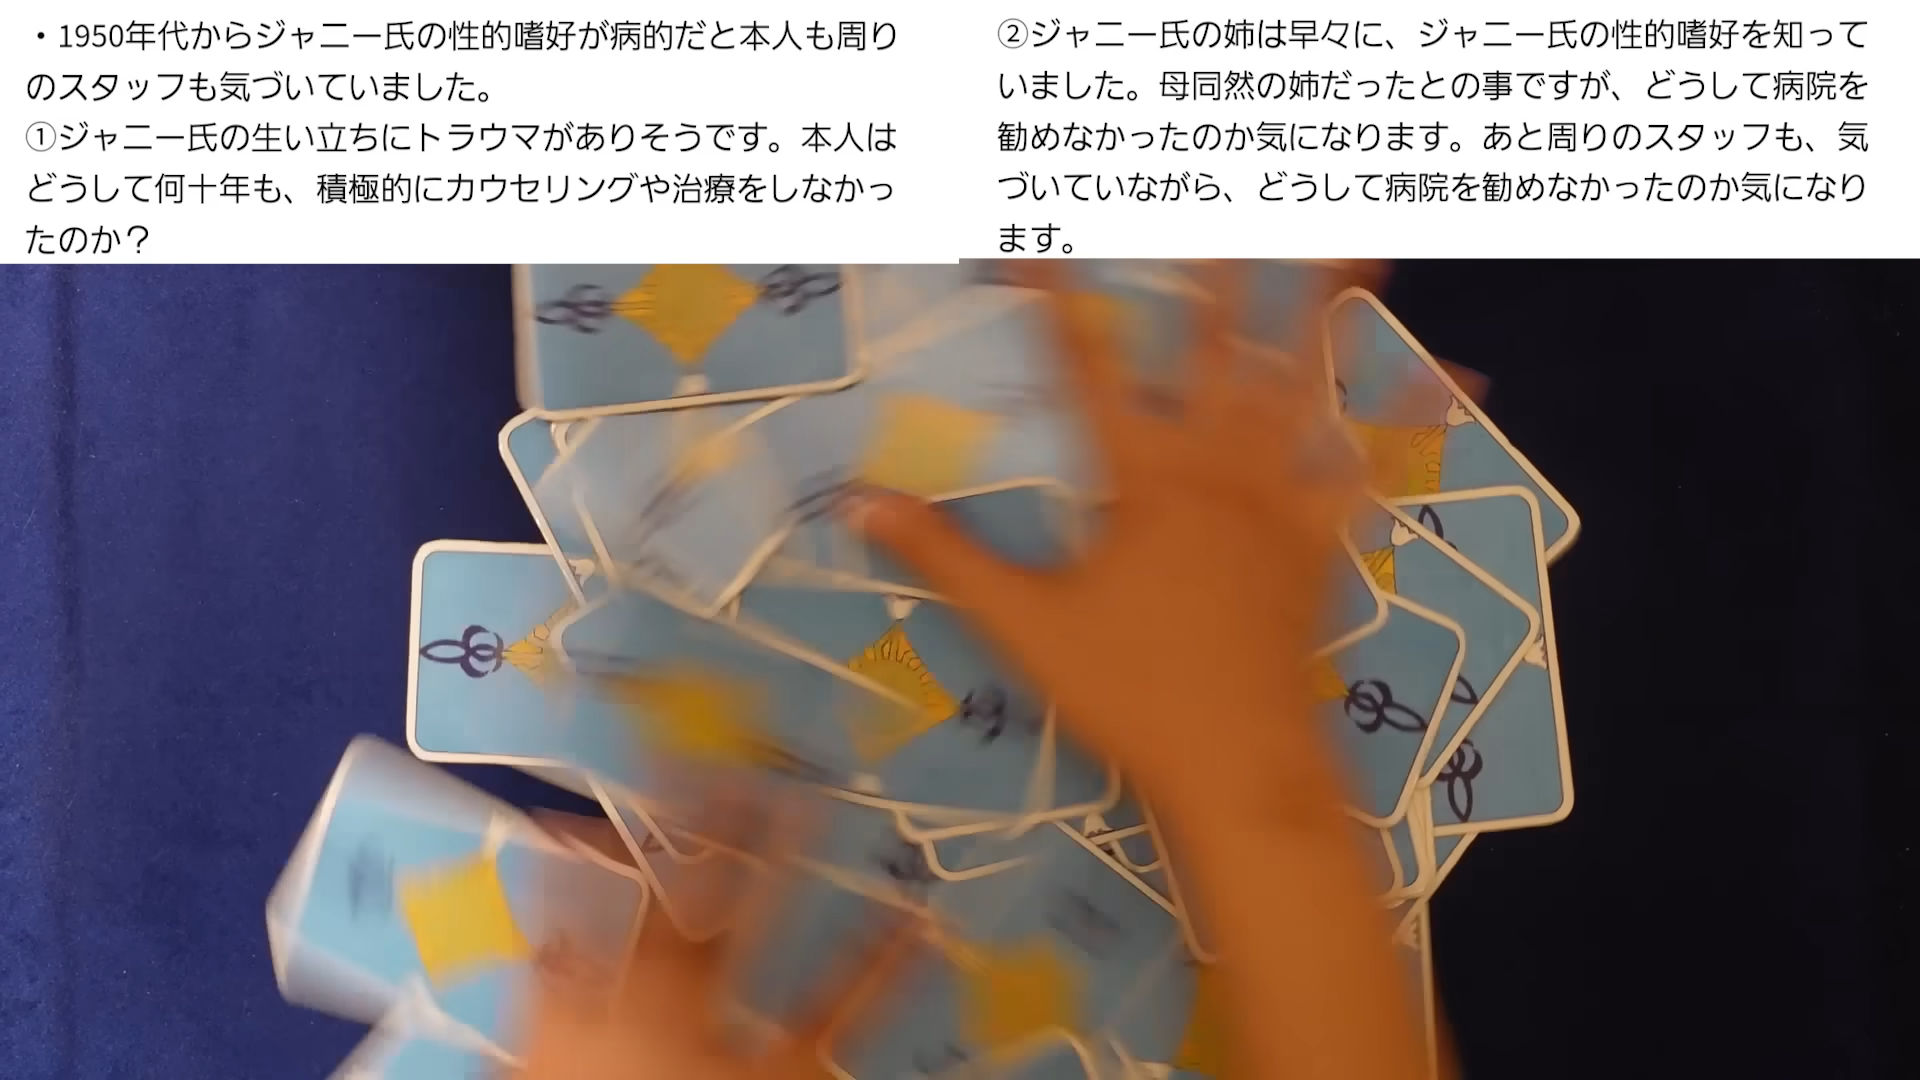 ・1950年代からジャニー氏の性的嗜好が病的だと本人も周り
のスタッフも気づいていました。
①ジャニー氏の生い立ちにトラウマがありそうです。本人は
どうして何十年も、積極的にカウセリングや治療をしなかっ
たのか？
②ジャニー氏の姉は早々に、ジャニー氏の性的嗜好を知って
いました。母同然の姉だったとの事ですが、どうして病院を
勧めなかったのか気になります。あと周りのスタッフも、気
づいていながら、どうして病院を勧めなかったのか気になり
ます。